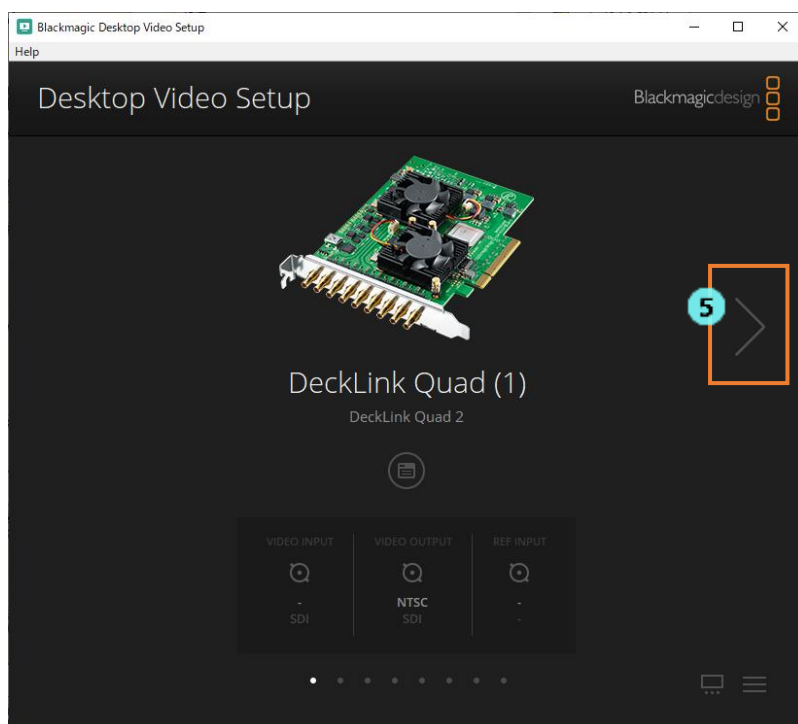 Blackmagic Desktop Video Setup
Help
Desktop Video Setup
Blackmagicdesign
5
DeckLink Quad (1)
DeckLink Quad 2
VIDEO INPUT
VIDEO OUTPUT
REF INPUT
-
NTSC
-
SDI
SDI
-